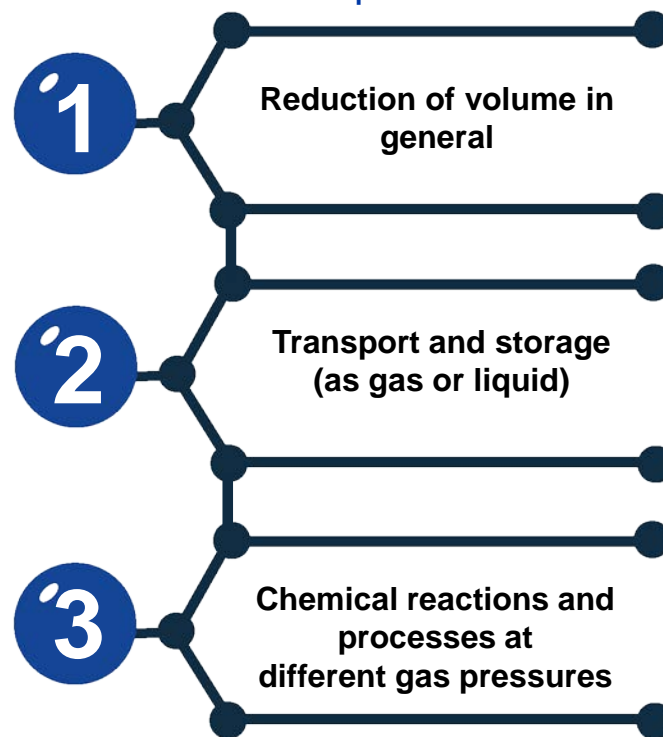 1
Reduction of volume in
general
2
Transport and storage
(as gas or liquid)
3
Chemical reactions and
processes at
different gas pressures